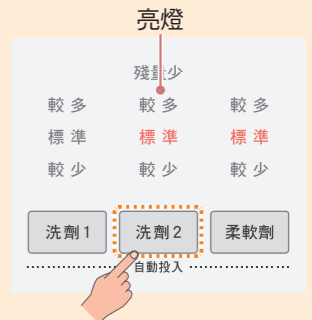 亮燈
殘量少
較多 較多 較多
標準 標準 標準
較少 較少 較少
洗劑1 洗劑2 柔軟劑
自動投入